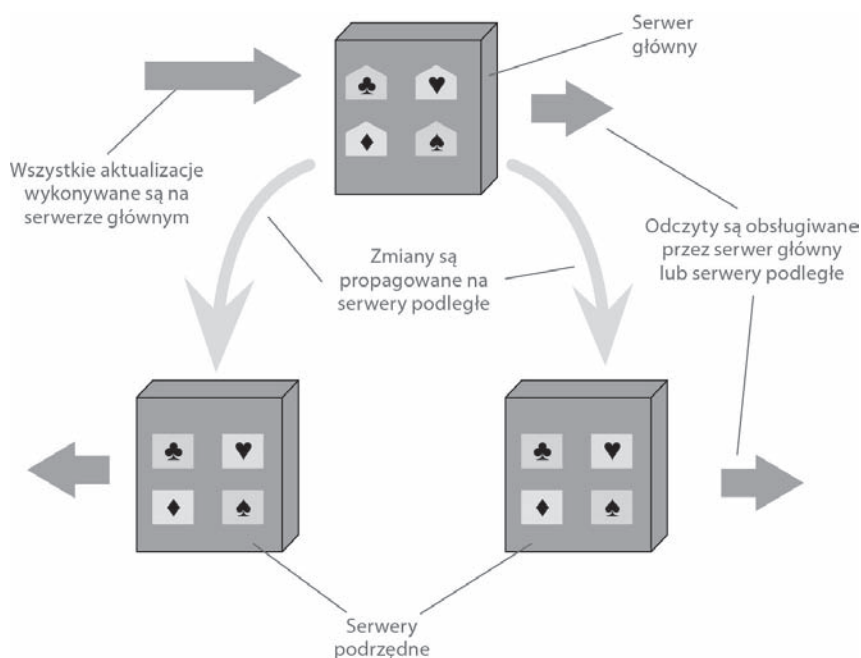 Serwer
główny
Wszystkie aktualizacje
wykonywane są na
serwerze głównym
Zmiany są
propagowane na
serwery podległe
Odczyty są obsługiwane
przez serwer główny
lub serwery podległe
Serwery
podrzędne